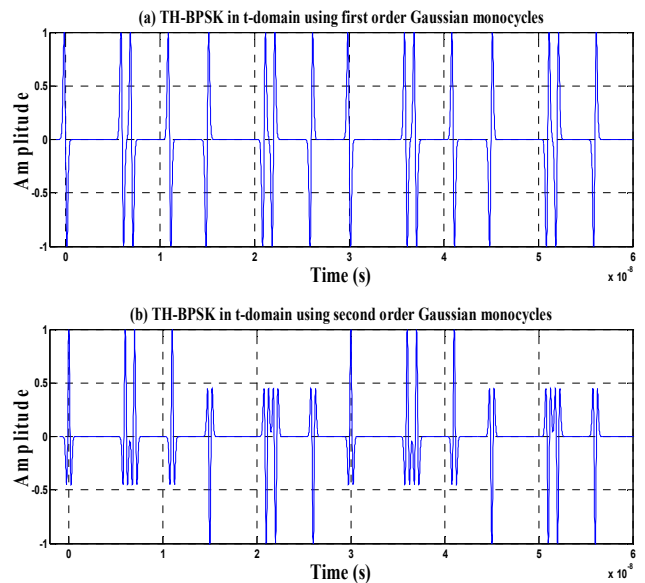 (a) TH-BPSK in t-domain using first order Gaussian monocycles
1
0.5
0
-0.5
-1
Amplitude
0 1 2 3 4 5 6
Time (s)
x 10⁻⁸
(b) TH-BPSK in t-domain using second order Gaussian monocycles
1
0.5
0
-0.5
-1
Amplitude
0 1 2 3 4 5 6
Time (s)
x 10⁻⁸